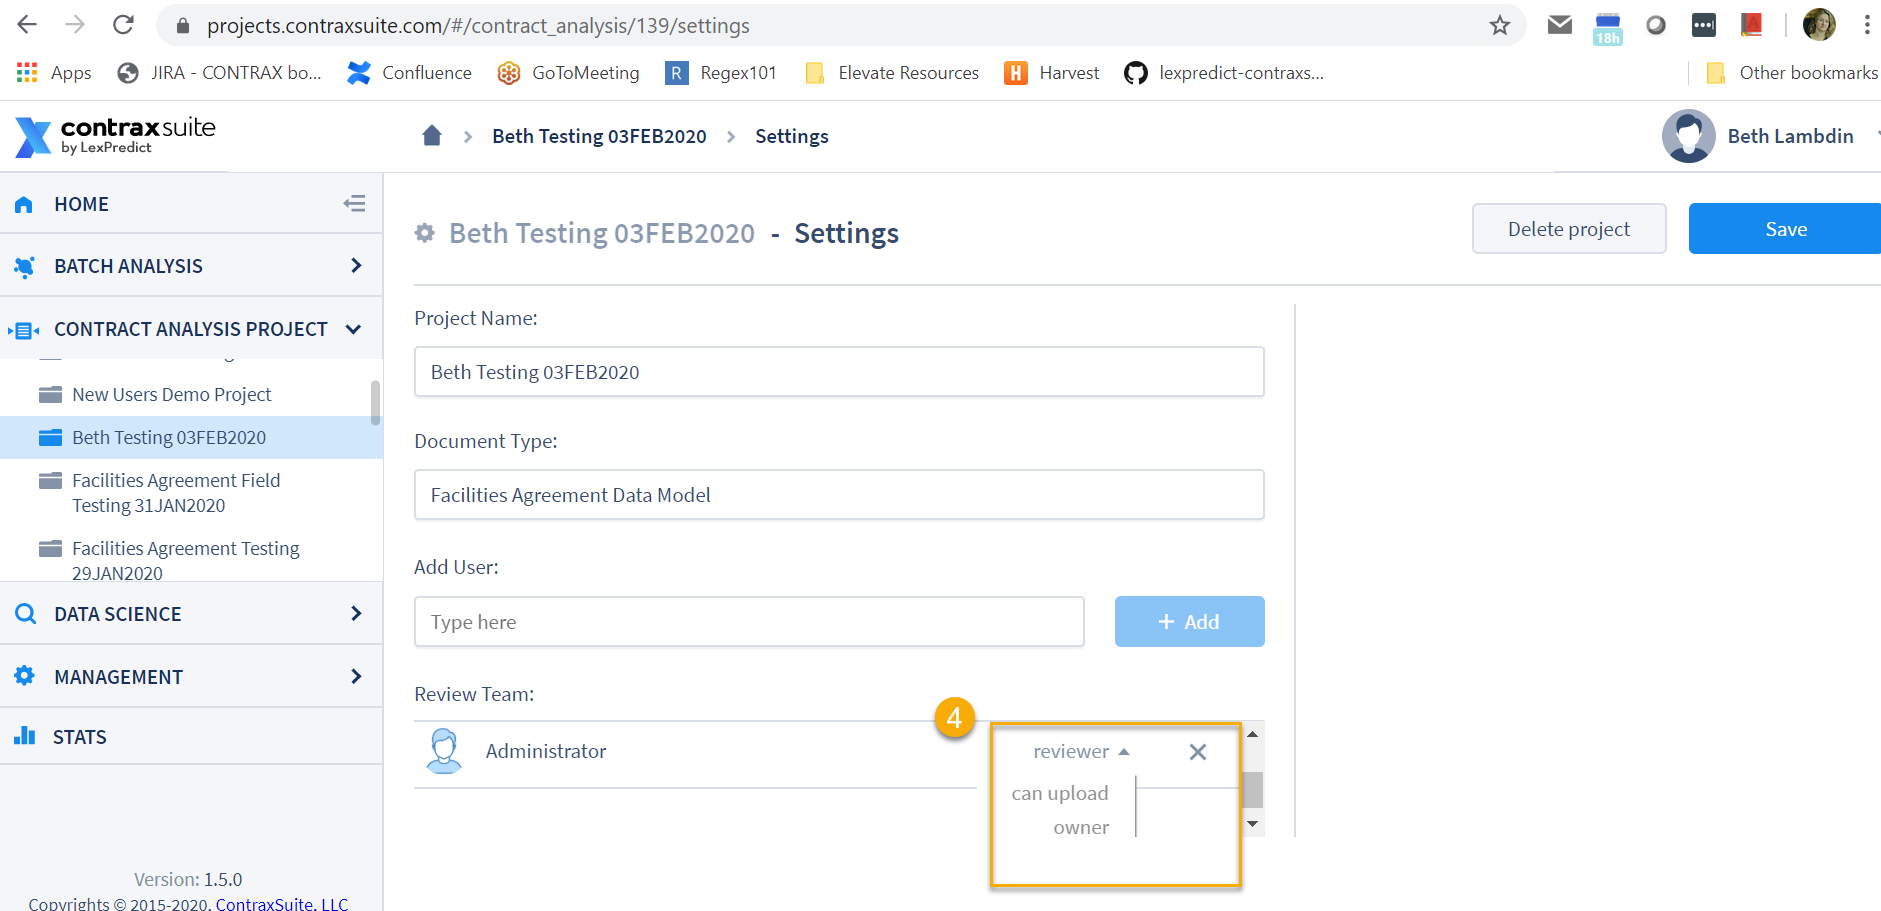 projects.contraxsuite.com/#/contract_analysis/139/settings
18h
Apps
JIRA - CONTRAX bo...
Confluence
GoToMeeting
R
Regex101
Elevate Resources
H
Harvest
lexpredict-contraxs...
Other bookmarks
contraxsuite
by LexPredict
Beth Testing 03FEB2020
Settings
Beth Lambdin
HOME
BATCH ANALYSIS
CONTRACT ANALYSIS PROJECT
New Users Demo Project
Beth Testing 03FEB2020
Facilities Agreement Field
Testing 31JAN2020
Facilities Agreement Testing
29JAN2020
DATA SCIENCE
MANAGEMENT
STATS
Version: 1.5.0
Copyrights © 2015-2020, ContraxSuite, LLC
Beth Testing 03FEB2020 - Settings
Delete project
Save
Project Name:
Beth Testing 03FEB2020
Document Type:
Facilities Agreement Data Model
Add User:
Type here
+ Add
Review Team:
4
Administrator
reviewer
can upload
owner